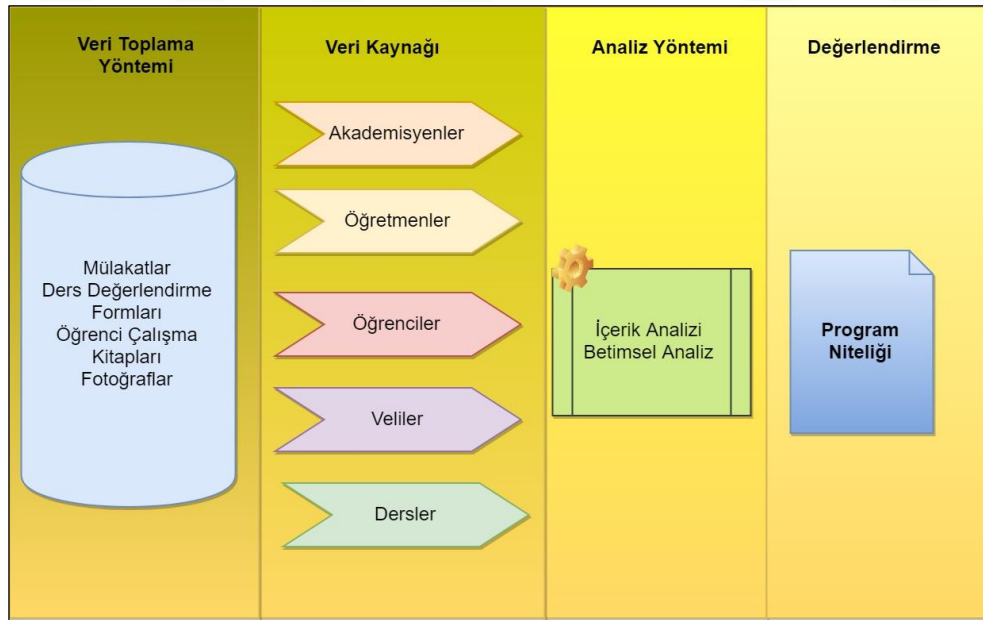 Veri Toplama
Yöntemi
Mülakatlar
Ders Değerlendirme
Formları
Öğrenci Çalışma
Kitapları
Fotoğraflar
Veri Kaynağı
Akademisyenler
Öğretmenler
Öğrenciler
Veliler
Dersler
Analiz Yöntemi
İçerik Analizi
Betimsel Analiz
Değerlendirme
Program
Niteliği